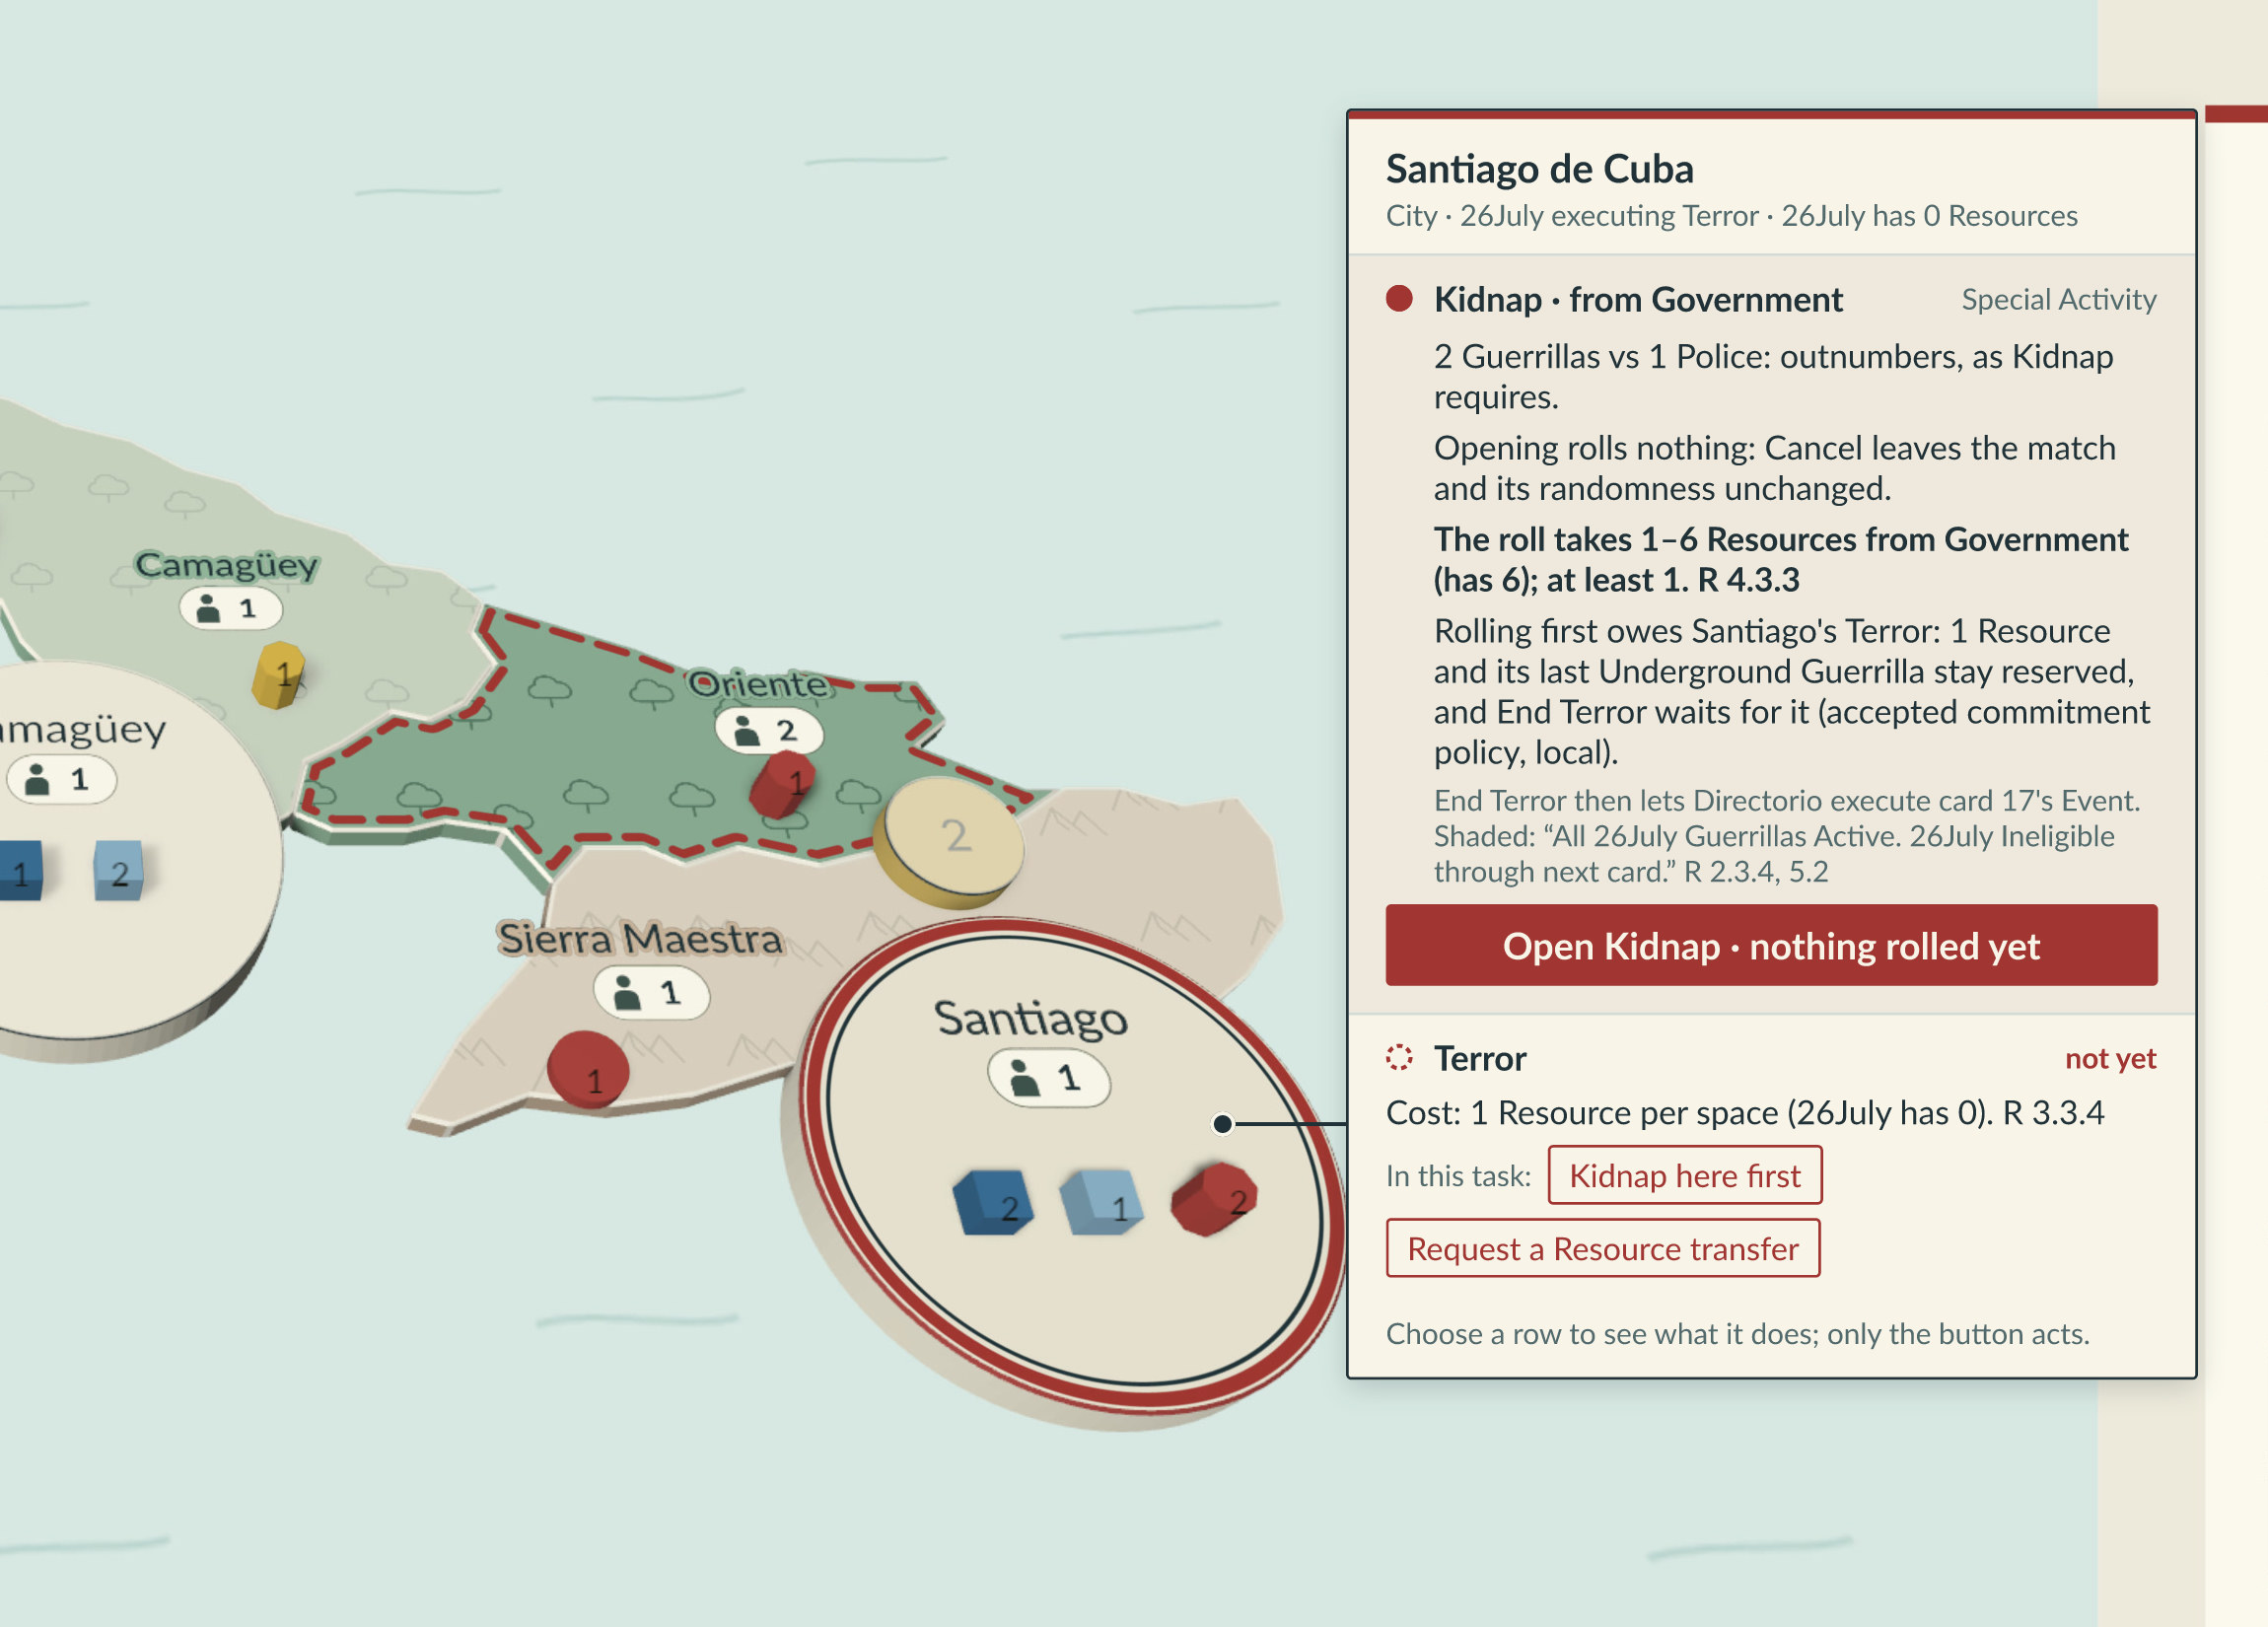 Santiago de Cuba
City · 26July executing Terror · 26July has 0 Resources
Kidnap · from Government
Special Activity
2 Guerrillas vs 1 Police: outnumbers, as Kidnap
requires.
Opening rolls nothing: Cancel leaves the match
and its randomness unchanged.
The roll takes 1–6 Resources from Government
(has 6); at least 1. R 4.3.3
Rolling first owes Santiago's Terror: 1 Resource
and its last Underground Guerrilla stay reserved,
and End Terror waits for it (accepted commitment
policy, local).
End Terror then lets Directorio execute card 17's Event.
Shaded: “All 26July Guerrillas Active. 26July Ineligible
through next card.” R 2.3.4, 5.2
Open Kidnap · nothing rolled yet
Terror
not yet
Cost: 1 Resource per space (26July has 0). R 3.3.4
In this task:
Kidnap here first
Request a Resource transfer
Choose a row to see what it does; only the button acts.
Camagüey
1
1
amagüey
1
1
2
Oriente
2
1
2
Sierra Maestra
1
1
Santiago
1
2
1
2